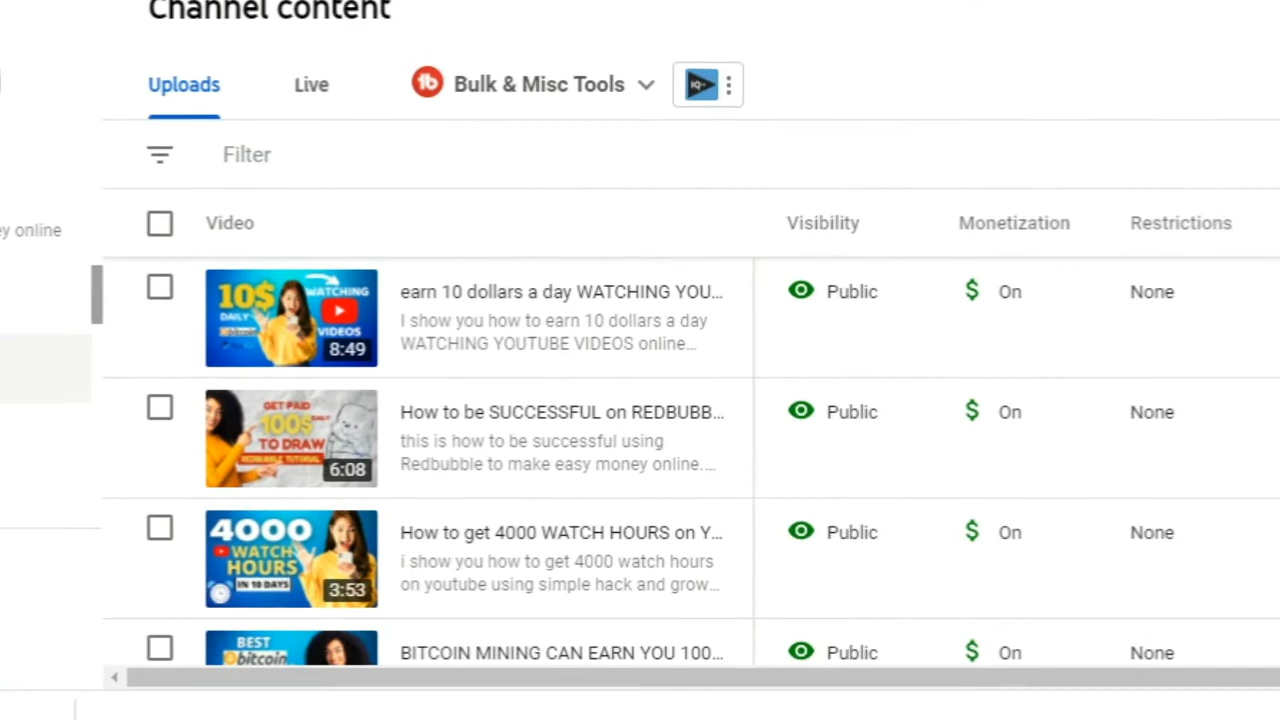 Channel content
Uploads
Live
Bulk & Misc Tools
Filter
ey online
Video
Visibility
Monetization
Restrictions
10$
WATCHING
DAILY
bitcoin
VIDEOS
8:49
earn 10 dollars a day WATCHING YOU...
I show you how to earn 10 dollars a day
WATCHING YOUTUBE VIDEOS online...
Public
On
None
GET PAID
100$ DAILY
TO DRAW
REDBUBBLE TUTORIAL
6:08
How to be SUCCESSFUL on REDBUBB...
this is how to be successful using
Redbubble to make easy money online....
Public
On
None
4000
WATCH
HOURS
IN 10 DAYS
3:53
How to get 4000 WATCH HOURS on Y...
i show you how to get 4000 watch hours
on youtube using simple hack and grow...
Public
On
None
BEST
bitcoin
BITCOIN MINING CAN EARN YOU 100...
Public
On
None